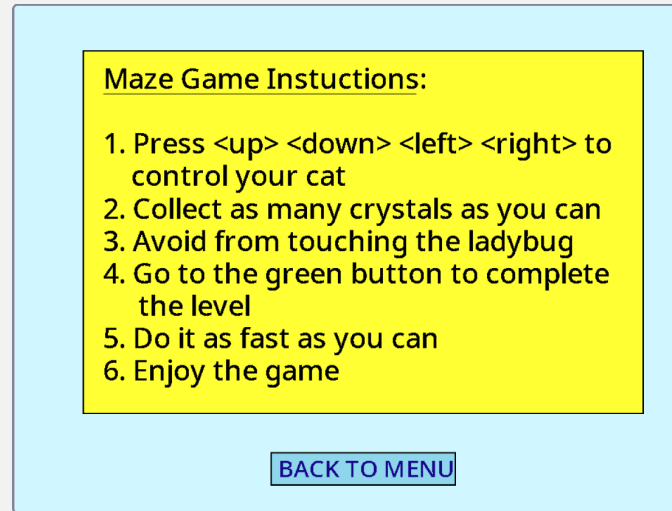 Maze Game Instuctions:
1. Press <up> <down> <left> <right> to
control your cat
2. Collect as many crystals as you can
3. Avoid from touching the ladybug
4. Go to the green button to complete
the level
5. Do it as fast as you can
6. Enjoy the game
BACK TO MENU